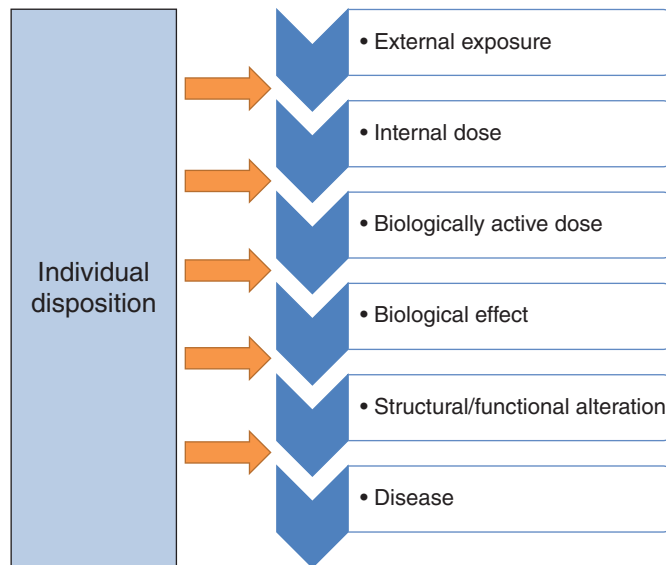 Individual
disposition
• External exposure
• Internal dose
• Biologically active dose
• Biological effect
• Structural/functional alteration
• Disease